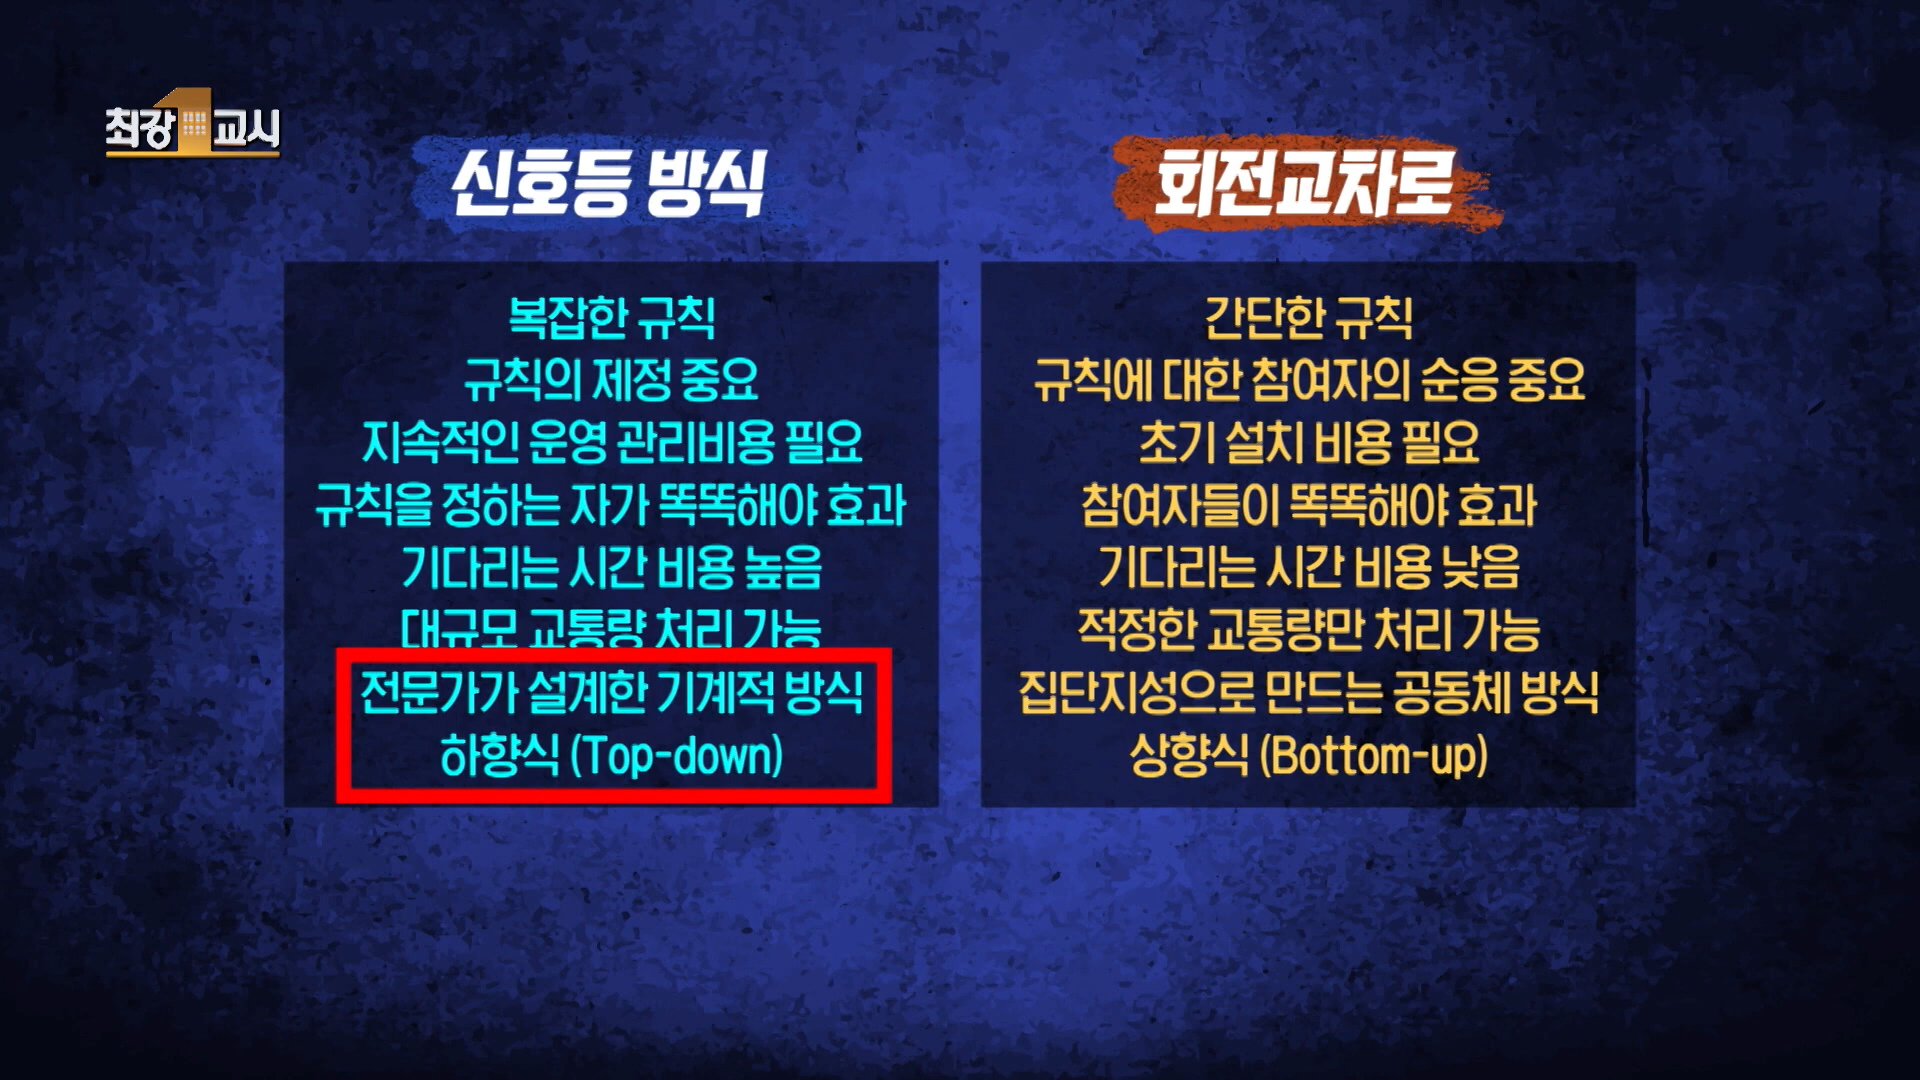 최강1교시
신호등 방식
복잡한 규칙
규칙의 제정 중요
지속적인 운영 관리비용 필요
규칙을 정하는 자가 똑똑해야 효과
기다리는 시간 비용 높음
대규모 교통량 처리 가능
전문가가 설계한 기계적 방식
하향식 (Top-down)
회전교차로
간단한 규칙
규칙에 대한 참여자의 순응 중요
초기 설치 비용 필요
참여자들이 똑똑해야 효과
기다리는 시간 비용 낮음
적정한 교통량만 처리 가능
집단지성으로 만드는 공동체 방식
상향식 (Bottom-up)